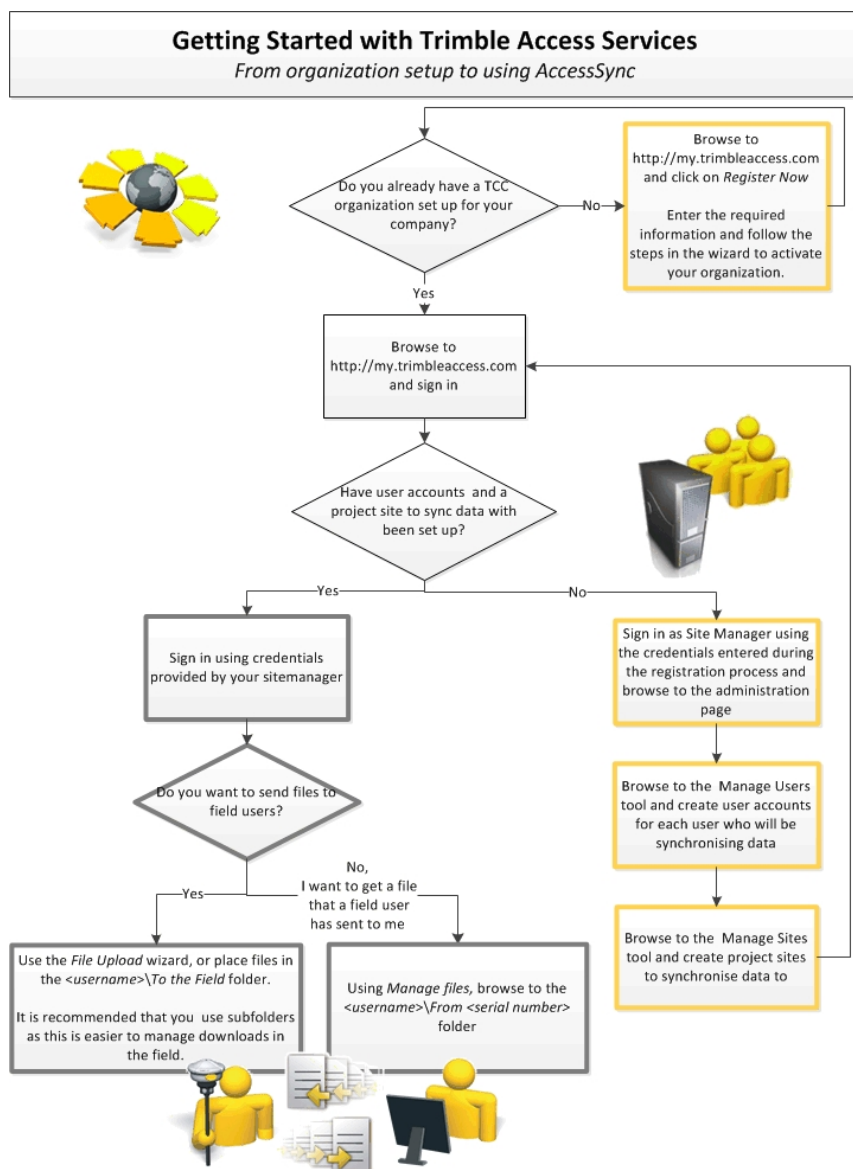 Getting Started with Trimble Access Services
From organization setup to using AccessSync
Do you already have a TCC
organization set up for your
company?
No
Browse to
http://my.trimbleaccess.com
and click on Register Now
Enter the required
information and follow the
steps in the wizard to activate
your organization.
Yes
Browse to
http://my.trimbleaccess.com
and sign in
Have user accounts and a
project site to sync data with
been set up?
Yes
No
Sign in using credentials
provided by your sitemanager
Sign in as Site Manager using
the credentials entered during
the registration process and
browse to the administration
page
Do you want to send files to
field users?
Browse to the Manage Users
tool and create user accounts
for each user who will be
synchronising data
Yes
No,
I want to get a file
that a field user
has sent to me
Browse to the Manage Sites
tool and create project sites
to synchronise data to
Use the File Upload wizard, or place files in
the <username>\To the Field folder.
It is recommended that you use subfolders
as this is easier to manage downloads in
the field.
Using Manage files, browse to the
<username>\From <serial number>
folder